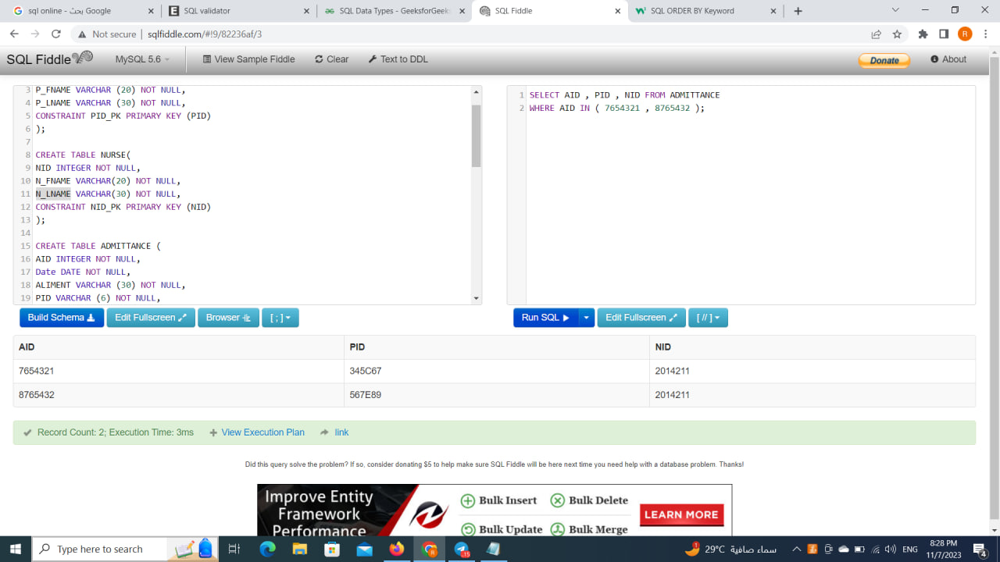 sql online - بحث Google
SQL validator
SQL Data Types - GeeksforGeeks
SQL Fiddle
SQL ORDER BY Keyword
Not secure | sqlfiddle.com/#!9/82236af/3
SQL Fiddle
MySQL 5.6
View Sample Fiddle
Clear
Text to DDL
Donate
About
3 P_FNAME VARCHAR (20) NOT NULL,
4 P_LNAME VARCHAR (30) NOT NULL,
5 CONSTRAINT PID_PK PRIMARY KEY (PID)
6 );
7
8 CREATE TABLE NURSE(
9 NID INTEGER NOT NULL,
10 N_FNAME VARCHAR(20) NOT NULL,
11 N_LNAME VARCHAR(30) NOT NULL,
12 CONSTRAINT NID_PK PRIMARY KEY (NID)
13 );
14
15 CREATE TABLE ADMITTANCE (
16 AID INTEGER NOT NULL,
17 Date DATE NOT NULL,
18 ALIMENT VARCHAR (30) NOT NULL,
19 PID VARCHAR (6) NOT NULL,
1 SELECT AID , PID , NID FROM ADMITTANCE
2 WHERE AID IN ( 7654321 , 8765432 );
Build Schema
Edit Fullscreen
Browser
[ ; ]
Run SQL
Edit Fullscreen
[ // ]
AID PID NID
7654321 345C67 2014211
8765432 567E89 2014211
Record Count: 2; Execution Time: 3ms
View Execution Plan
link
Did this query solve the problem? If so, consider donating $5 to help make sure SQL Fiddle will be here next time you need help with a database problem. Thanks!
Improve Entity
Framework
Performance
Bulk Insert
Bulk Delete
Bulk Update
Bulk Merge
LEARN MORE
Type here to search
15
1
29°C سماء صافية
ENG
8:28 PM
11/7/2023
4